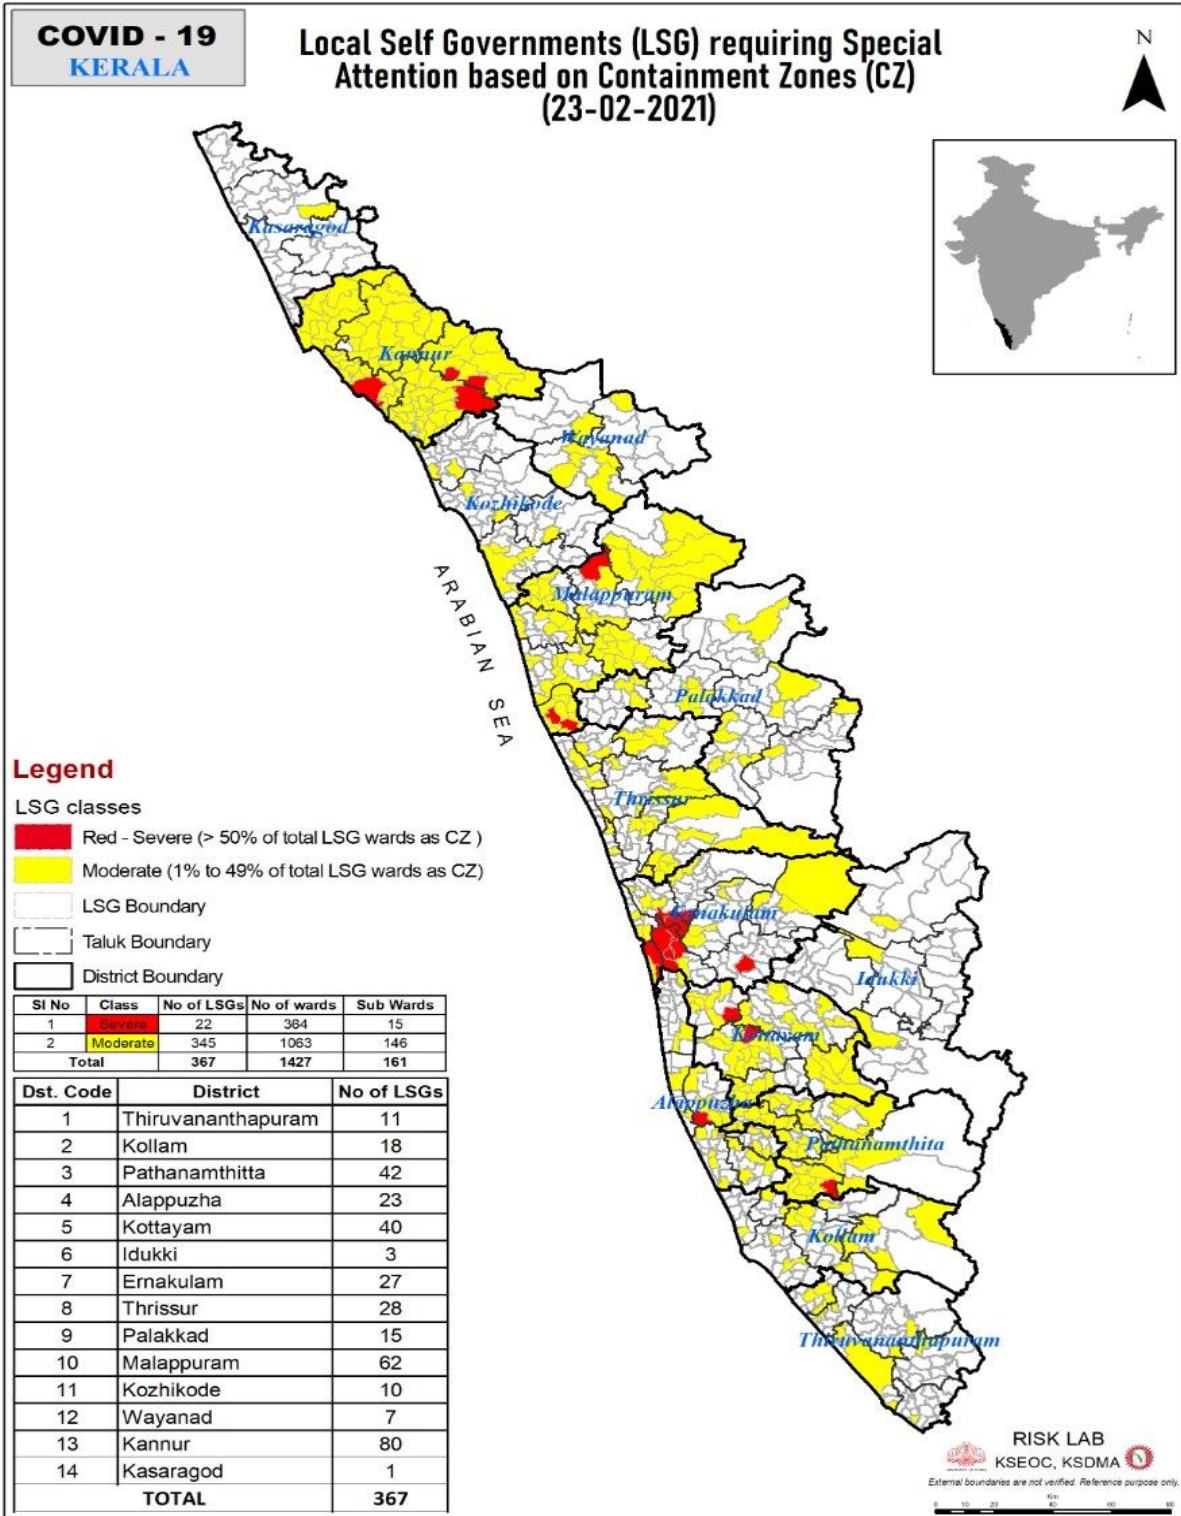 COVID - 19
KERALA
Local Self Governments (LSG) requiring Special
Attention based on Containment Zones (CZ)
(23-02-2021)
N
Kasaragod
Kannur
Wayanad
Kozhikode
Malappuram
ARABIAN SEA
Palakkad
Thrissur
Ernakulam
Idukki
Kottayam
Alappuzha
Pathanamthita
Kollam
Thiruvananthapuram
Legend
LSG classes
Red - Severe (> 50% of total LSG wards as CZ )
Moderate (1% to 49% of total LSG wards as CZ)
LSG Boundary
Taluk Boundary
District Boundary
Sl No Class No of LSGs No of wards Sub Wards
1 Severe 22 364 15
2 Moderate 345 1063 146
Total 367 1427 161
Dst. Code District No of LSGs
1 Thiruvananthapuram 11
2 Kollam 18
3 Pathanamthitta 42
4 Alappuzha 23
5 Kottayam 40
6 Idukki 3
7 Ernakulam 27
8 Thrissur 28
9 Palakkad 15
10 Malappuram 62
11 Kozhikode 10
12 Wayanad 7
13 Kannur 80
14 Kasaragod 1
TOTAL 367
RISK LAB
KSEOC, KSDMA
External boundaries are not verified. Reference purpose only.
Km
0 10 20 40 60 80